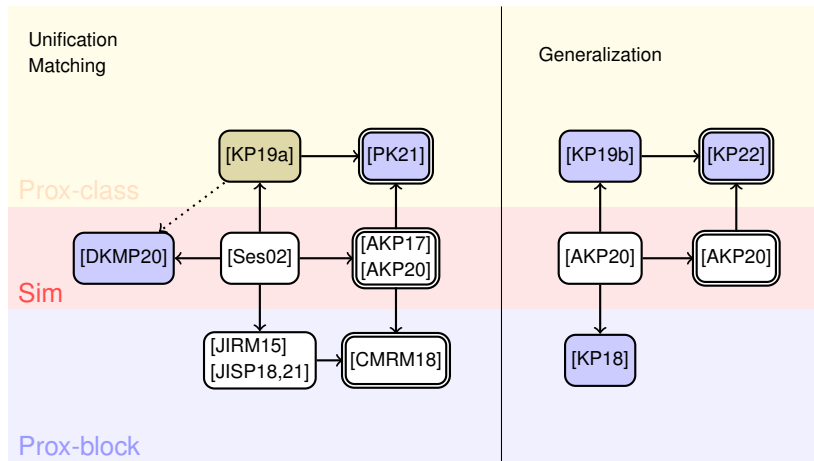 Unification
Matching
Generalization
[KP19a]
[PK21]
[KP19b]
[KP22]
Prox-class
[DKMP20]
[Ses02]
[AKP17]
[AKP20]
[AKP20]
[AKP20]
Sim
[JIRM15]
[JISP18,21]
[CMRM18]
[KP18]
Prox-block